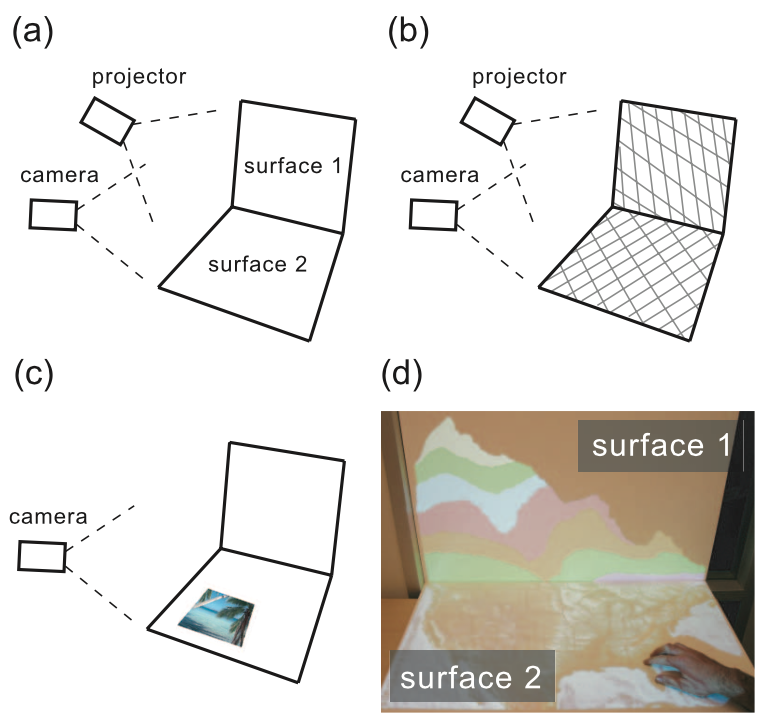 (a)
projector
camera
surface 1
surface 2
(b)
projector
camera
(c)
camera
(d)
surface 1
surface 2